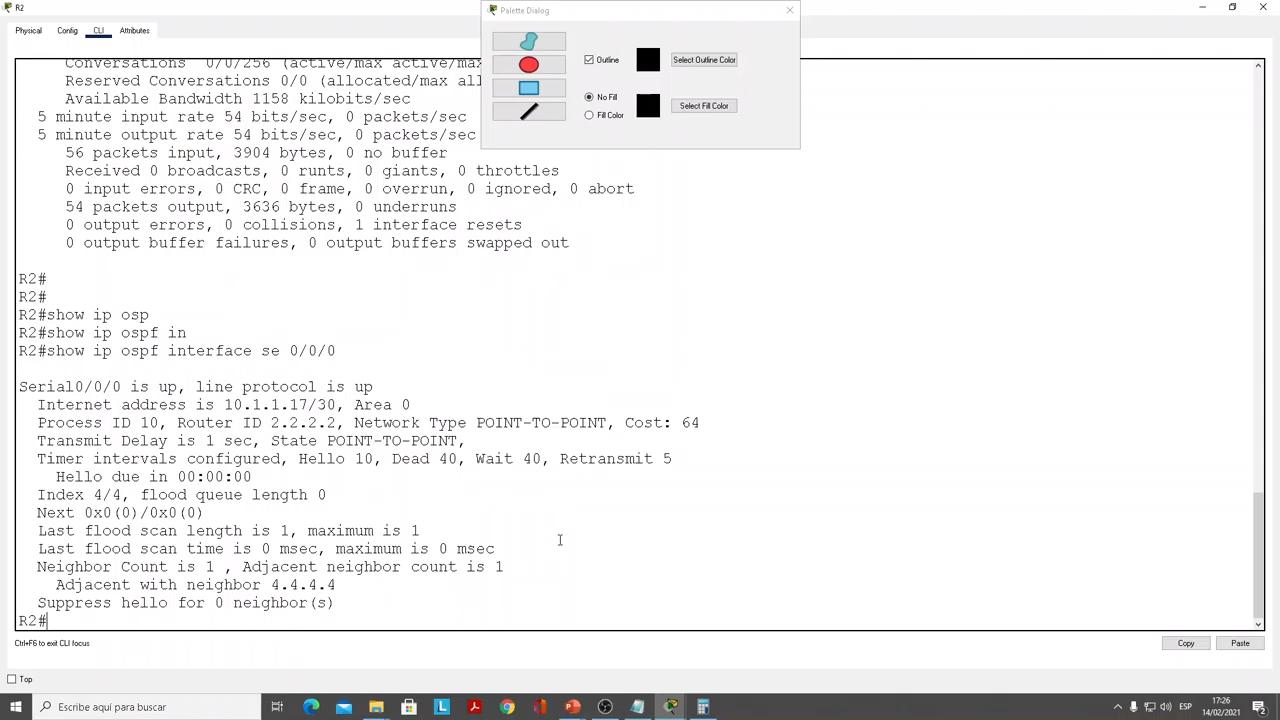 R2
Physical Config CLI Attributes
Palette Dialog
Outline
Select Outline Color
No Fill
Select Fill Color
Fill Color
Conversations 0/0/256 (active/max active/max
Reserved Conversations 0/0 (allocated/max all
Available Bandwidth 1158 kilobits/sec
5 minute input rate 54 bits/sec, 0 packets/sec
5 minute output rate 54 bits/sec, 0 packets/sec
56 packets input, 3904 bytes, 0 no buffer
Received 0 broadcasts, 0 runts, 0 giants, 0 throttles
0 input errors, 0 CRC, 0 frame, 0 overrun, 0 ignored, 0 abort
54 packets output, 3636 bytes, 0 underruns
0 output errors, 0 collisions, 1 interface resets
0 output buffer failures, 0 output buffers swapped out
R2#
R2#
R2#show ip osp
R2#show ip ospf in
R2#show ip ospf interface se 0/0/0
Serial0/0/0 is up, line protocol is up
Internet address is 10.1.1.17/30, Area 0
Process ID 10, Router ID 2.2.2.2, Network Type POINT-TO-POINT, Cost: 64
Transmit Delay is 1 sec, State POINT-TO-POINT,
Timer intervals configured, Hello 10, Dead 40, Wait 40, Retransmit 5
Hello due in 00:00:00
Index 4/4, flood queue length 0
Next 0x0(0)/0x0(0)
Last flood scan length is 1, maximum is 1
Last flood scan time is 0 msec, maximum is 0 msec
Neighbor Count is 1 , Adjacent neighbor count is 1
Adjacent with neighbor 4.4.4.4
Suppress hello for 0 neighbor(s)
R2#
Ctrl+F6 to exit CLI focus
Copy Paste
Top
Escribe aquí para buscar
ESP
17:26
14/02/2021